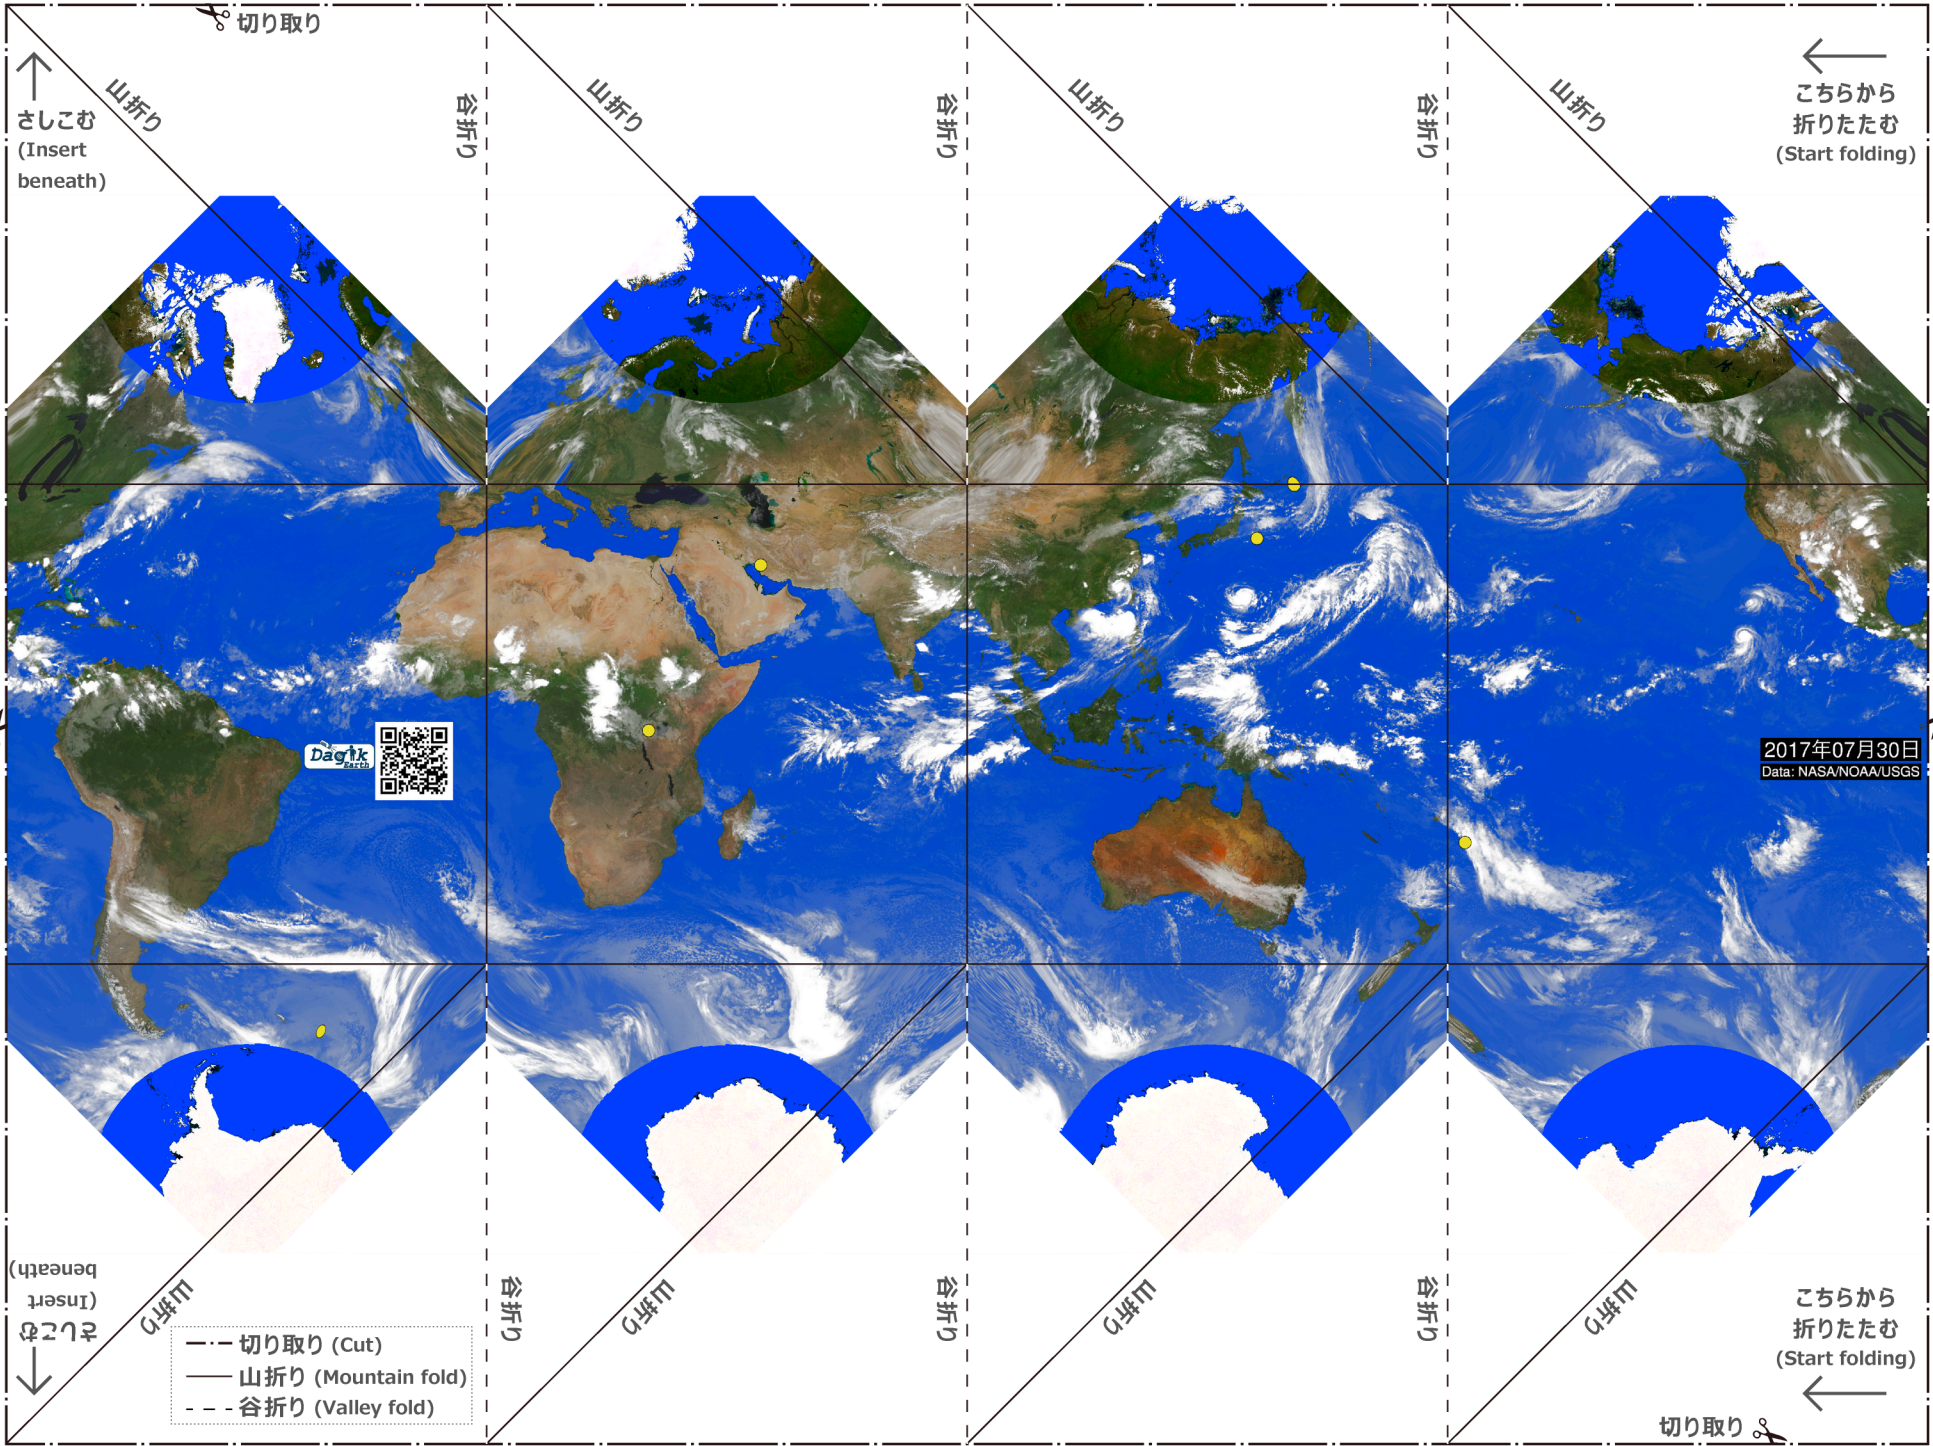 切り取り
山折り
谷折り
山折り
谷折り
山折り
谷折り
山折り
さしこむ
(Insert
beneath)
こちらから
折りたたむ
(Start folding)
Dagik
Earth
2017年07月30日
Data: NASA/NOAA/USGS
さしこむ
(Insert
beneath)
山折り
谷折り
山折り
谷折り
山折り
谷折り
山折り
切り取り (Cut)
山折り (Mountain fold)
谷折り (Valley fold)
こちらから
折りたたむ
(Start folding)
切り取り